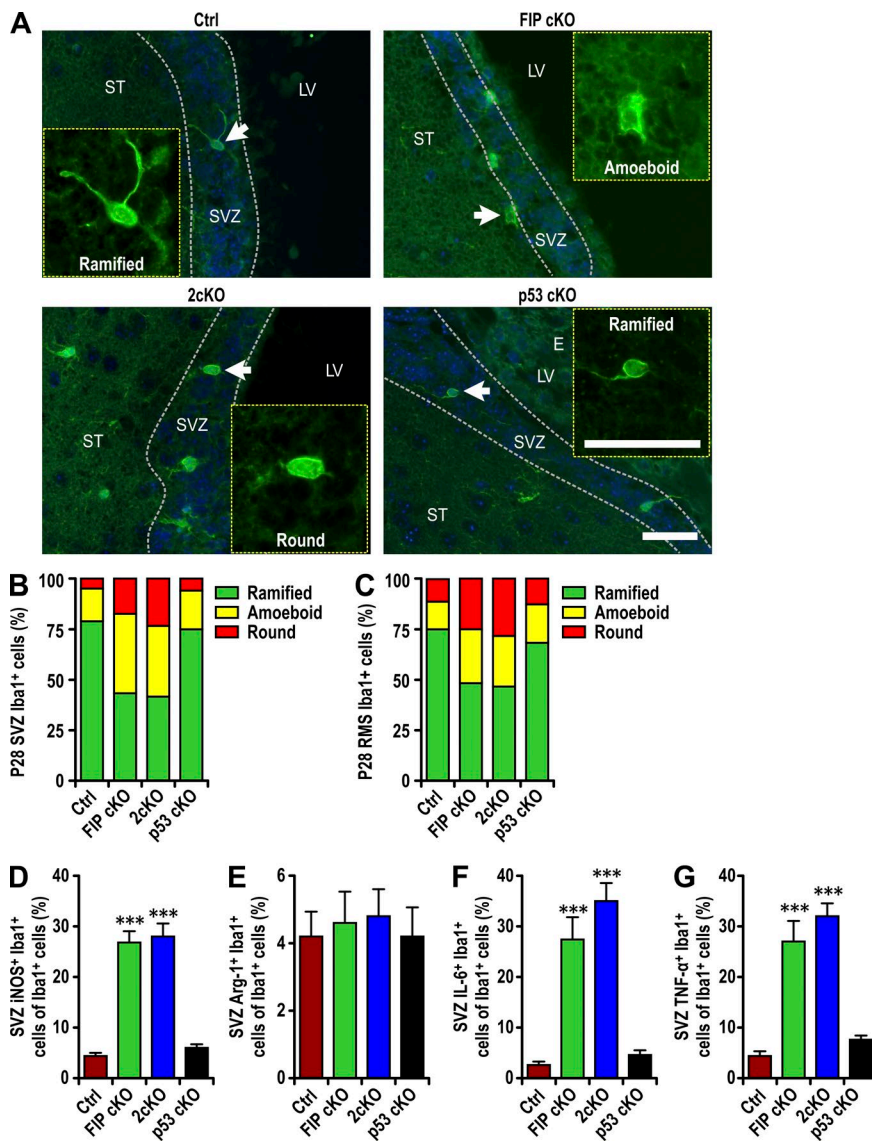 A
Ctrl
FIP cKO
ST
LV
SVZ
Ramified
LV
ST
SVZ
Amoeboid
2cKO
p53 cKO
LV
SVZ
ST
Round
Ramified
E
LV
SVZ
ST
B
P28 SVZ Iba1+ cells (%)
100
75
50
25
0
Ctrl
FIP cKO
2cKO
p53 cKO
Ramified
Amoeboid
Round
C
P28 RMS Iba1+ cells (%)
100
75
50
25
0
Ctrl
FIP cKO
2cKO
p53 cKO
Ramified
Amoeboid
Round
D
SVZ iNOS⁺ Iba1⁺
cells of Iba1⁺ cells (%)
40
30
20
10
0
***
***
Ctrl
FIP cKO
2cKO
p53 cKO
E
SVZ Arg-1⁺ Iba1⁺
cells of Iba1⁺ cells (%)
6
4
2
0
Ctrl
FIP cKO
2cKO
p53 cKO
F
SVZ IL-6⁺ Iba1⁺
cells of Iba1⁺ cells (%)
40
30
20
10
0
***
***
Ctrl
FIP cKO
2cKO
p53 cKO
G
SVZ TNF-α⁺ Iba1⁺
cells of Iba1⁺ cells (%)
40
30
20
10
0
***
***
Ctrl
FIP cKO
2cKO
p53 cKO